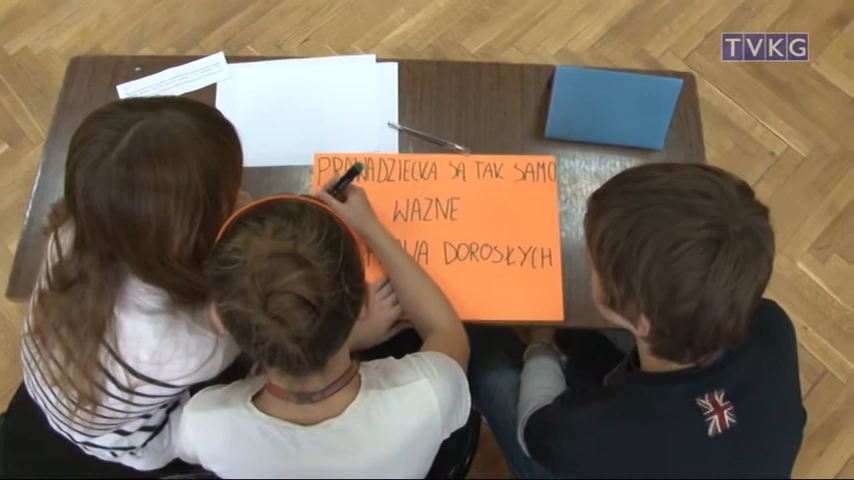 TVKG
PRAWA DZIECKA SĄ TAK SAMO
WAŻNE
DOROSŁYCH